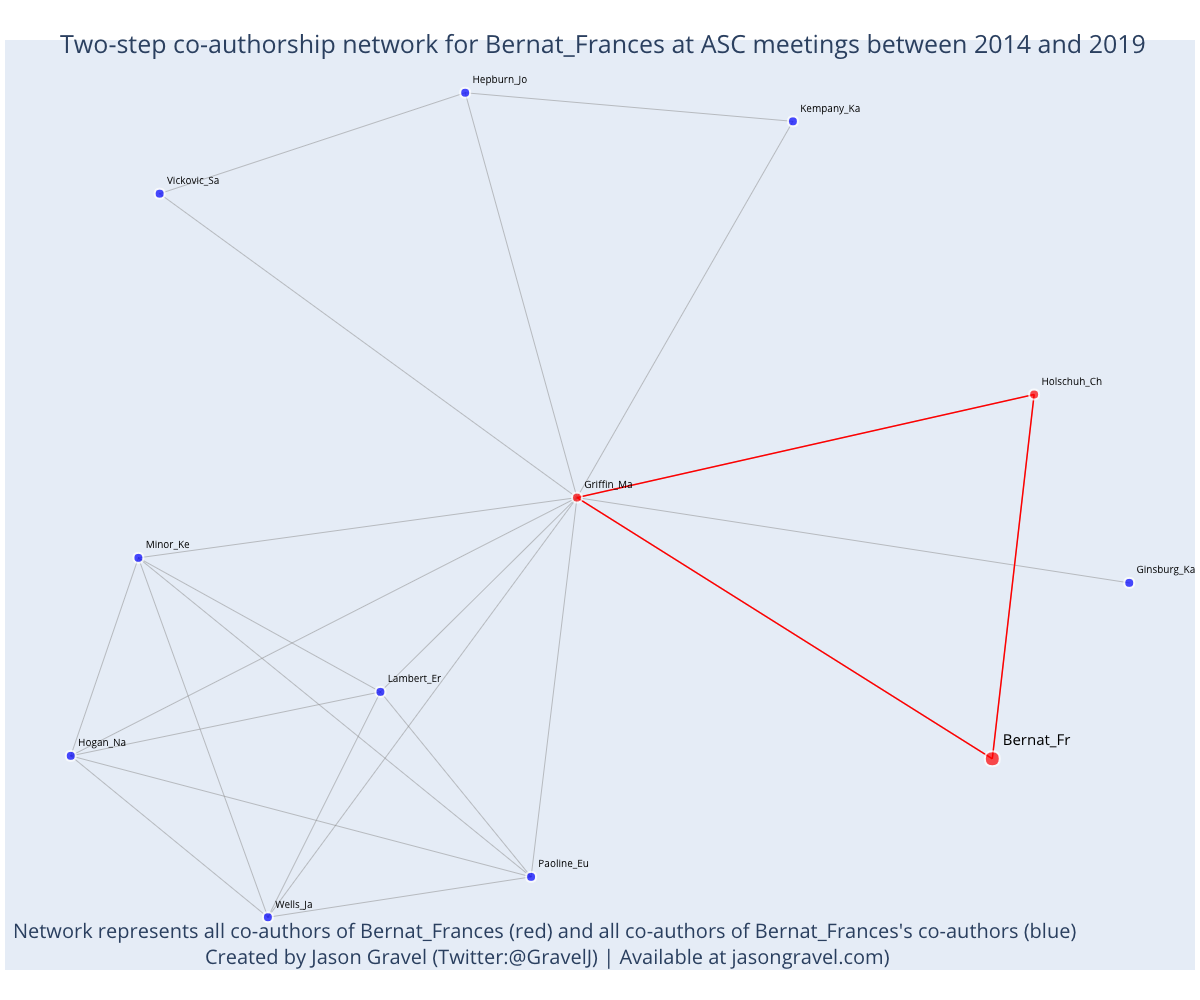 Two-step co-authorship network for Bernat_Frances at ASC meetings between 2014 and 2019
Hepburn_Jo
Kempany_Ka
Vickovic_Sa
Holschuh_Ch
Griffin_Ma
Minor_Ke
Ginsburg_Ka
Lambert_Er
Hogan_Na
Bernat_Fr
Paoline_Eu
Wells_Ja
Network represents all co-authors of Bernat_Frances (red) and all co-authors of Bernat_Frances's co-authors (blue)
Created by Jason Gravel (Twitter:@GravelJ) | Available at jasongravel.com)